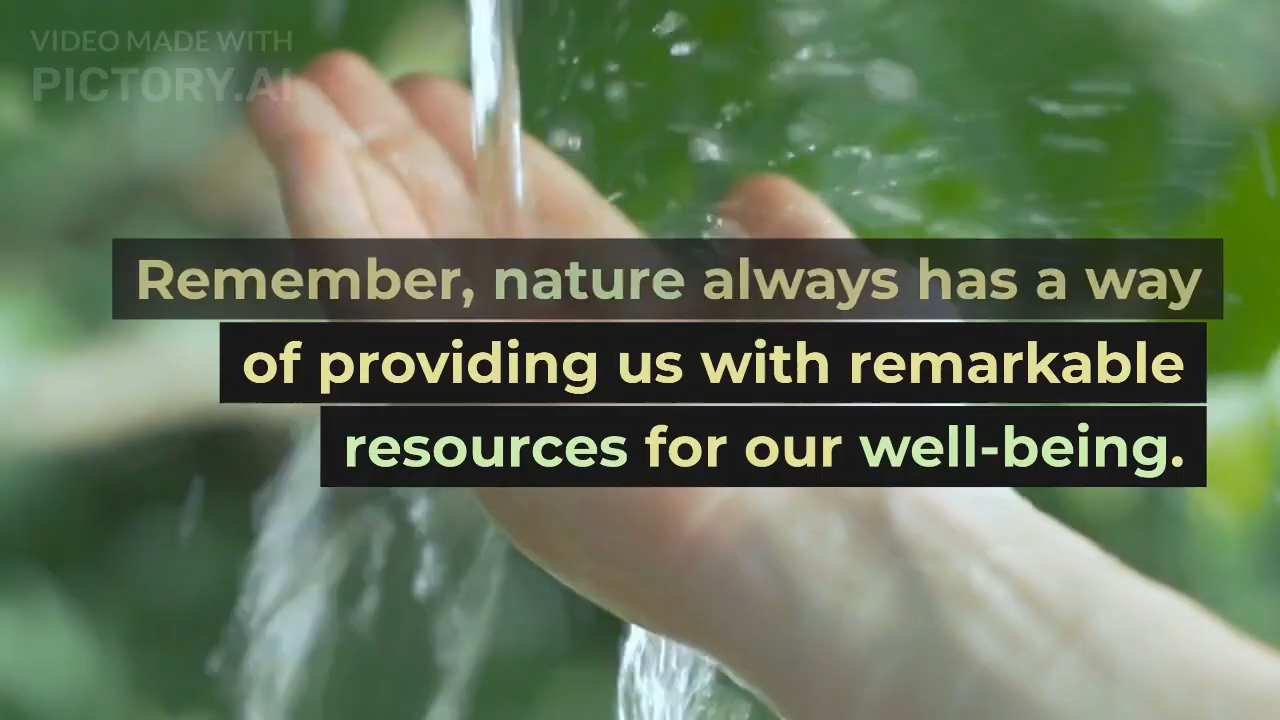 VIDEO MADE WITH
PICTORY.AI
Remember, nature always has a way
of providing us with remarkable
resources for our well-being.